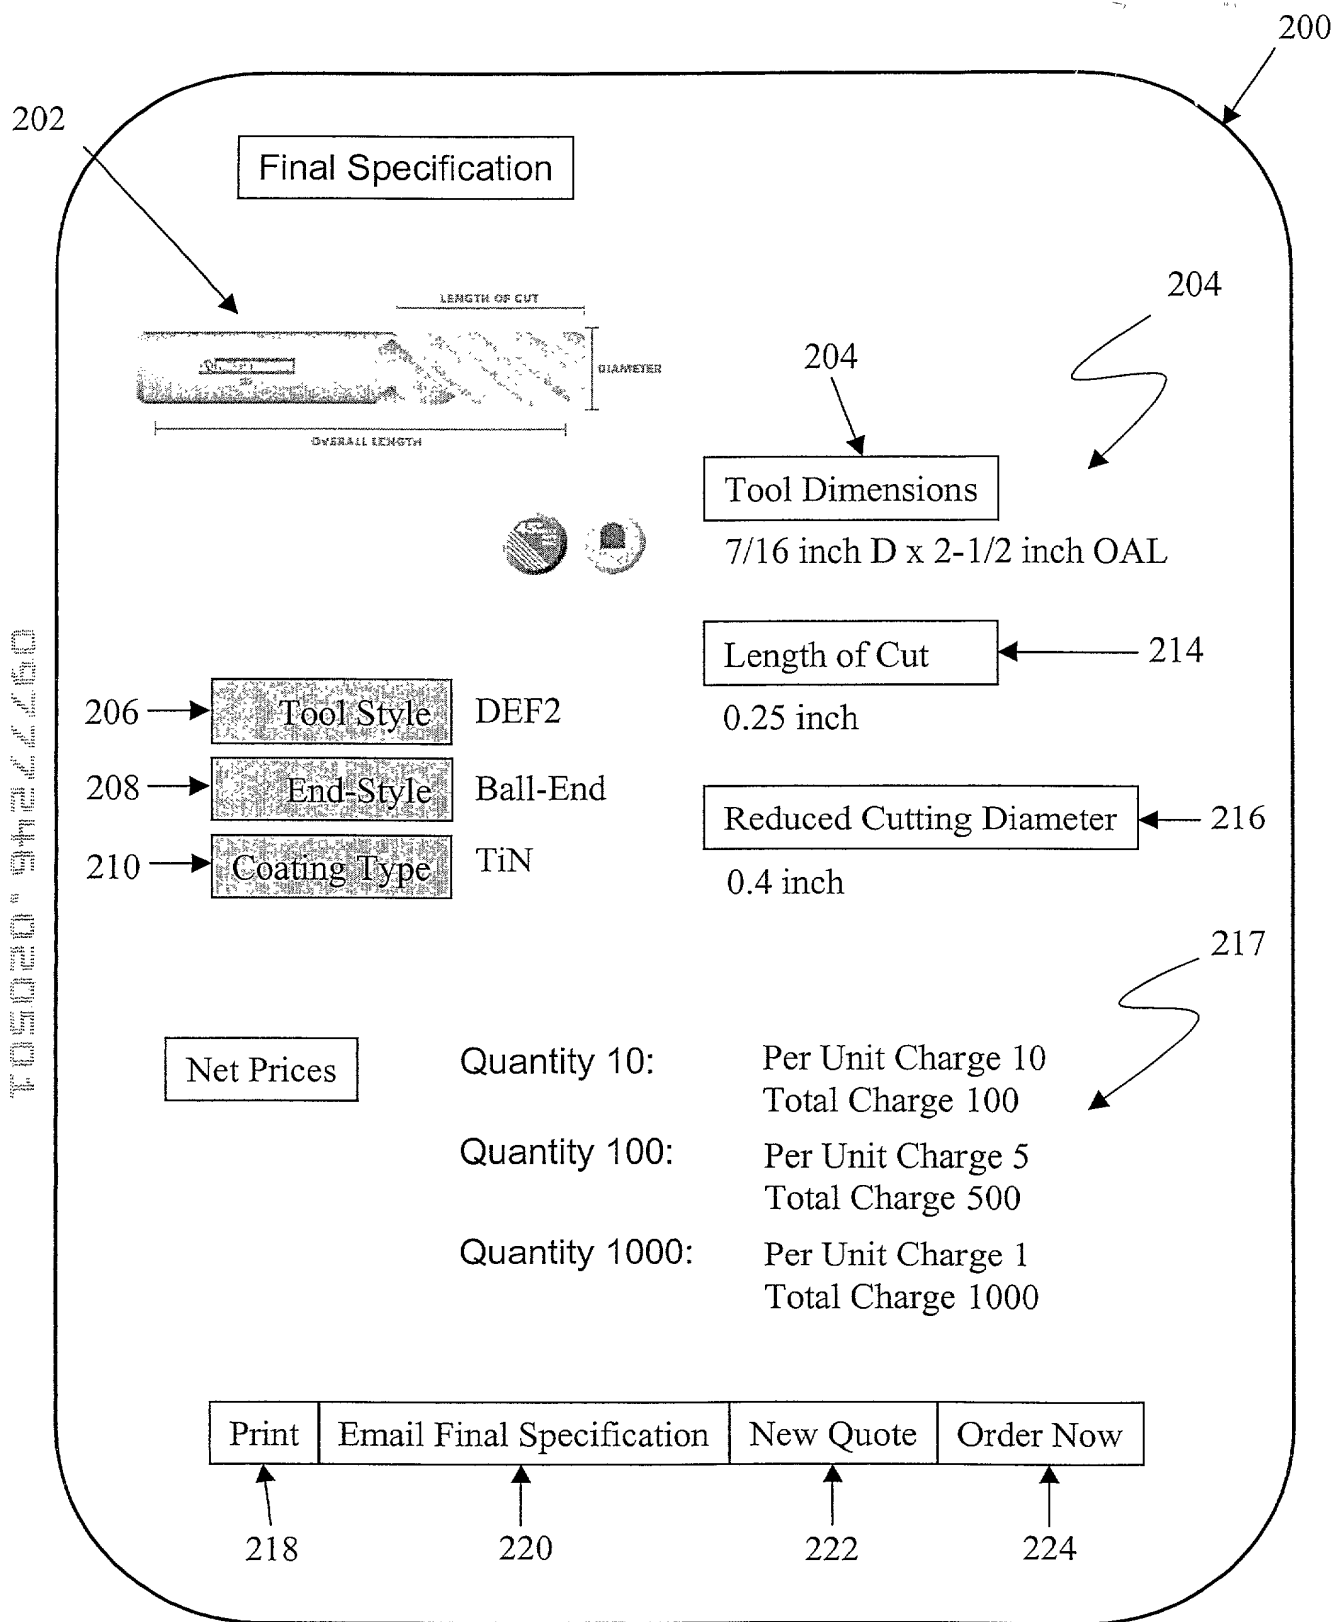 200
202
Final Specification
LENGTH OF CUT
204
DIAMETER
204
OVERALL LENGTH
Tool Dimensions
7/16 inch D x 2-1/2 inch OAL
Length of Cut
214
0.25 inch
206
Tool Style
DEF2
208
End-Style
Ball-End
Reduced Cutting Diameter
216
210
Coating Type
TiN
0.4 inch
217
Net Prices
Quantity 10:
Per Unit Charge 10
Total Charge 100
Quantity 100:
Per Unit Charge 5
Total Charge 500
Quantity 1000:
Per Unit Charge 1
Total Charge 1000
Print
Email Final Specification
New Quote
Order Now
218
220
222
224